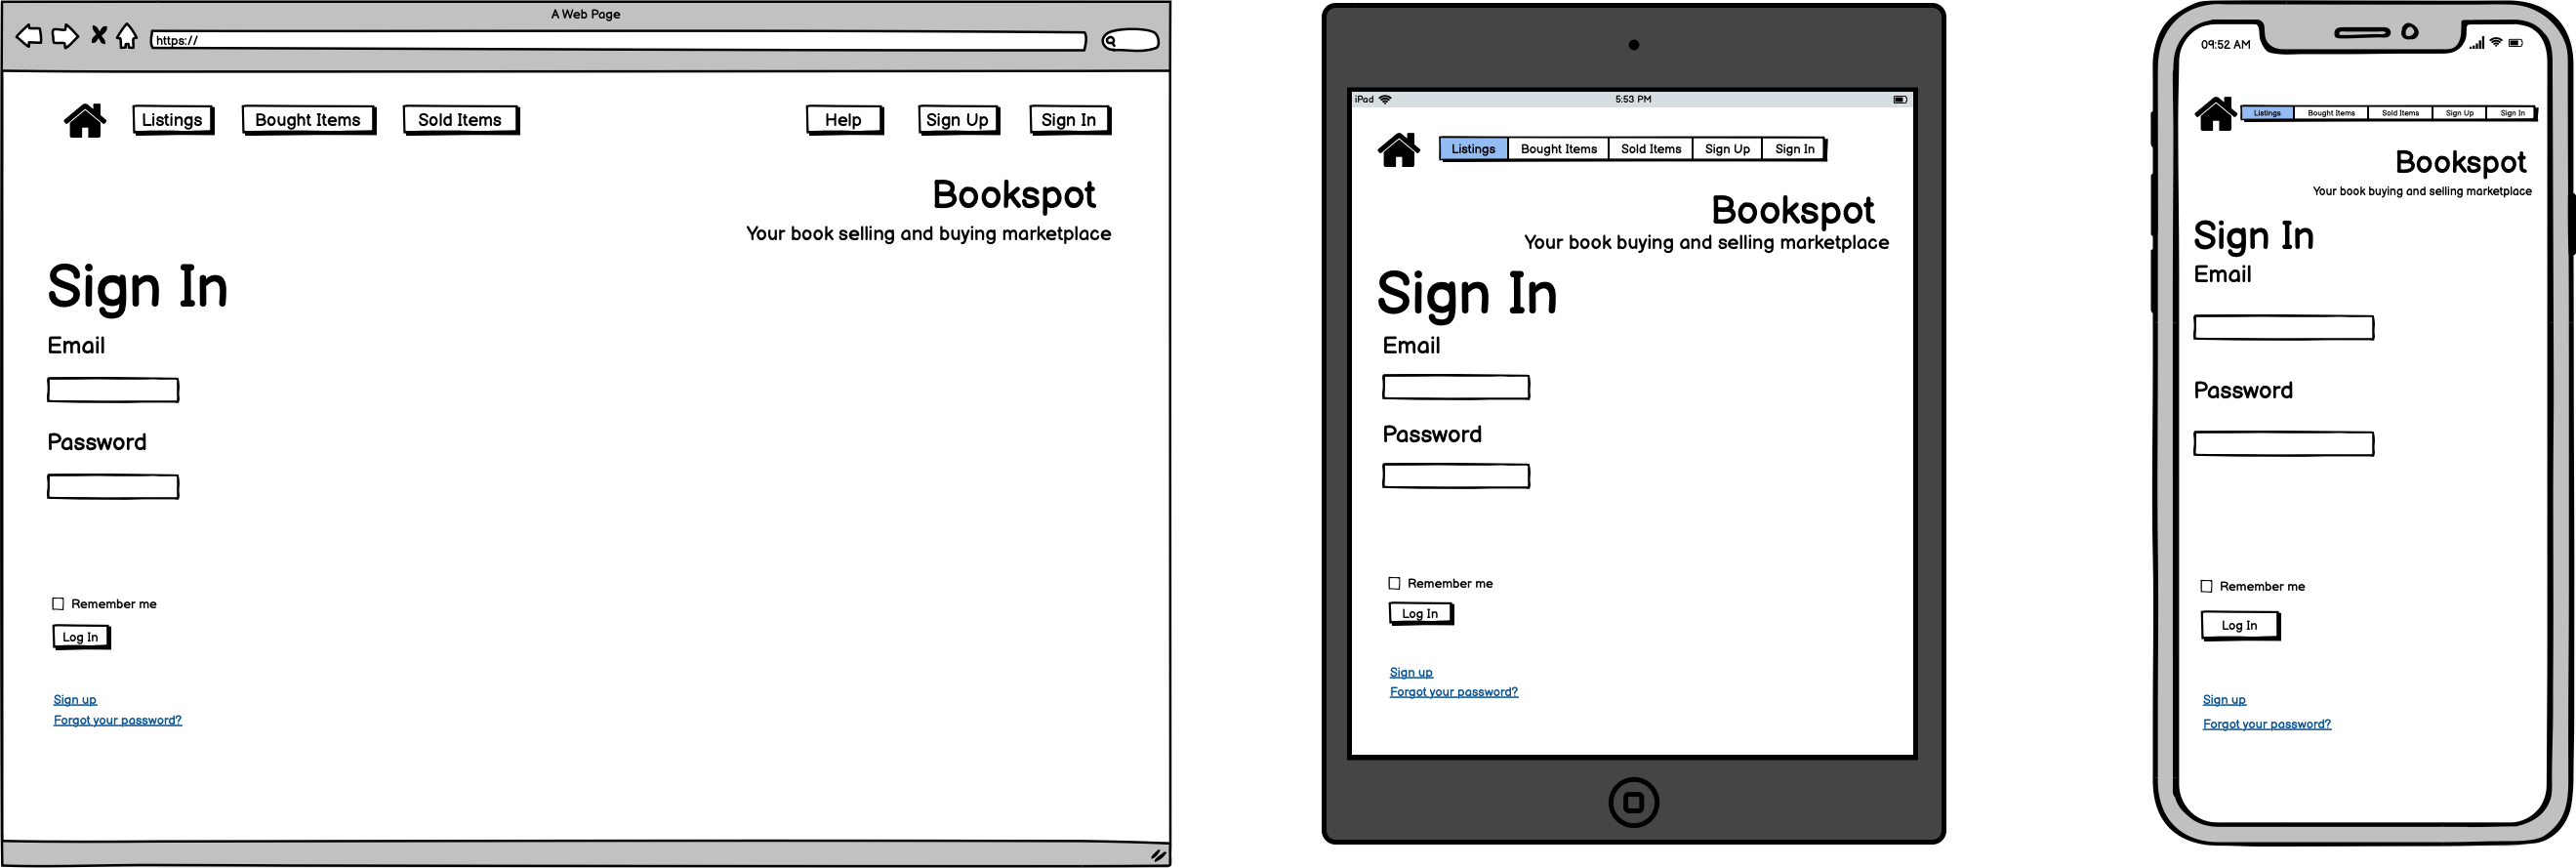 A Web Page
https://
Listings Bought Items Sold Items Help Sign Up Sign In
Bookspot
Your book selling and buying marketplace
Sign In
Email
Password
Remember me
Log In
Sign up
Forgot your password?
iPad 5:53 PM
Listings Bought Items Sold Items Sign Up Sign In
Bookspot
Your book buying and selling marketplace
Sign In
Email
Password
Remember me
Log In
Sign up
Forgot your password?
09:52 AM
Listings Bought Items Sold Items Sign Up Sign In
Bookspot
Your book buying and selling marketplace
Sign In
Email
Password
Remember me
Log In
Sign up
Forgot your password?